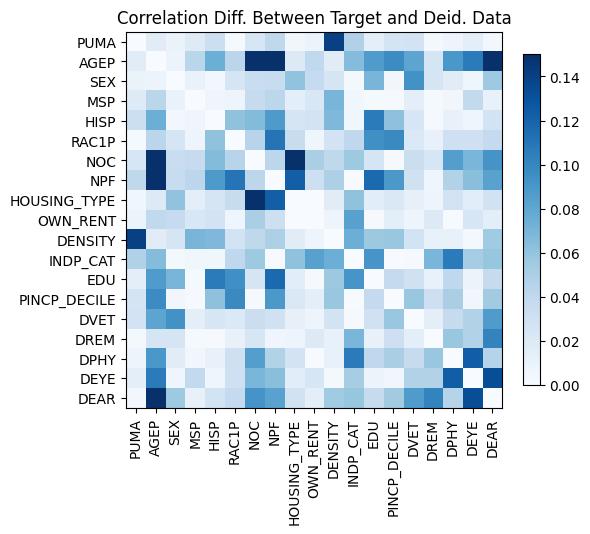 Correlation Diff. Between Target and Deid. Data
PUMA
AGEP
SEX
MSP
HISP
RAC1P
NOC
NPF
HOUSING_TYPE
OWN_RENT
DENSITY
INDP_CAT
EDU
PINCP_DECILE
DVET
DREM
DPHY
DEYE
DEAR
PUMA
AGEP
SEX
MSP
HISP
RAC1P
NOC
NPF
HOUSING_TYPE
OWN_RENT
DENSITY
INDP_CAT
EDU
PINCP_DECILE
DVET
DREM
DPHY
DEYE
DEAR
0.14
0.12
0.10
0.08
0.06
0.04
0.02
0.00